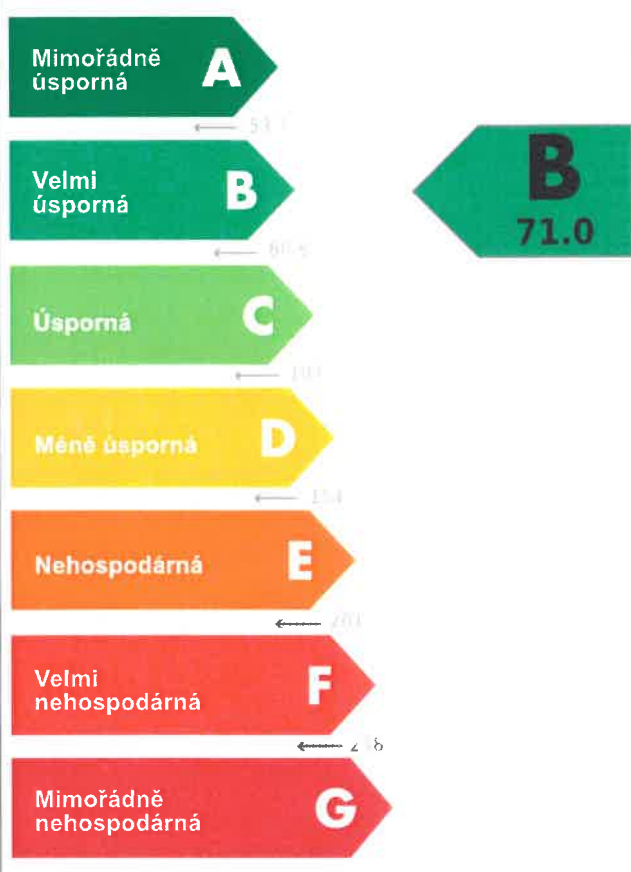 Mimořádně
úsporná
A
Velmi
úsporná
B
B
71.0
Úsporná
C
Méně úsporná
D
Nehospodárná
E
Velmi
nehospodárná
F
Mimořádně
nehospodárná
G